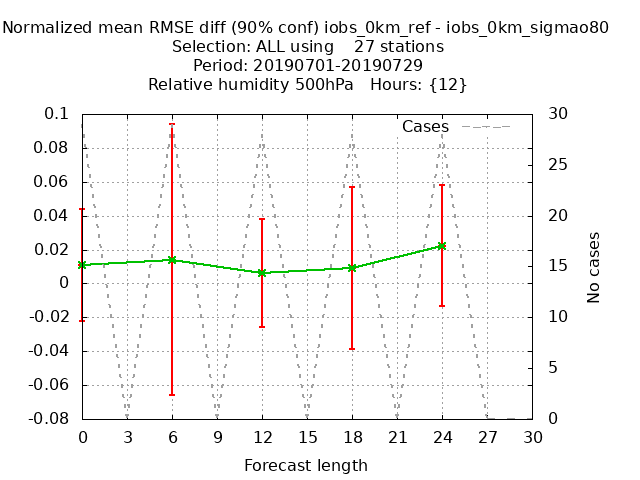 Normalized mean RMSE diff (90% conf) iobs_0km_ref - iobs_0km_sigmao80
Selection: ALL using 27 stations
Period: 20190701-20190729
Relative humidity 500hPa Hours: {12}
Cases
0.1
0.08
0.06
0.04
0.02
0
-0.02
-0.04
-0.06
-0.08
30
25
20
15
10
5
0
No cases
0 3 6 9 12 15 18 21 24 27 30
Forecast length